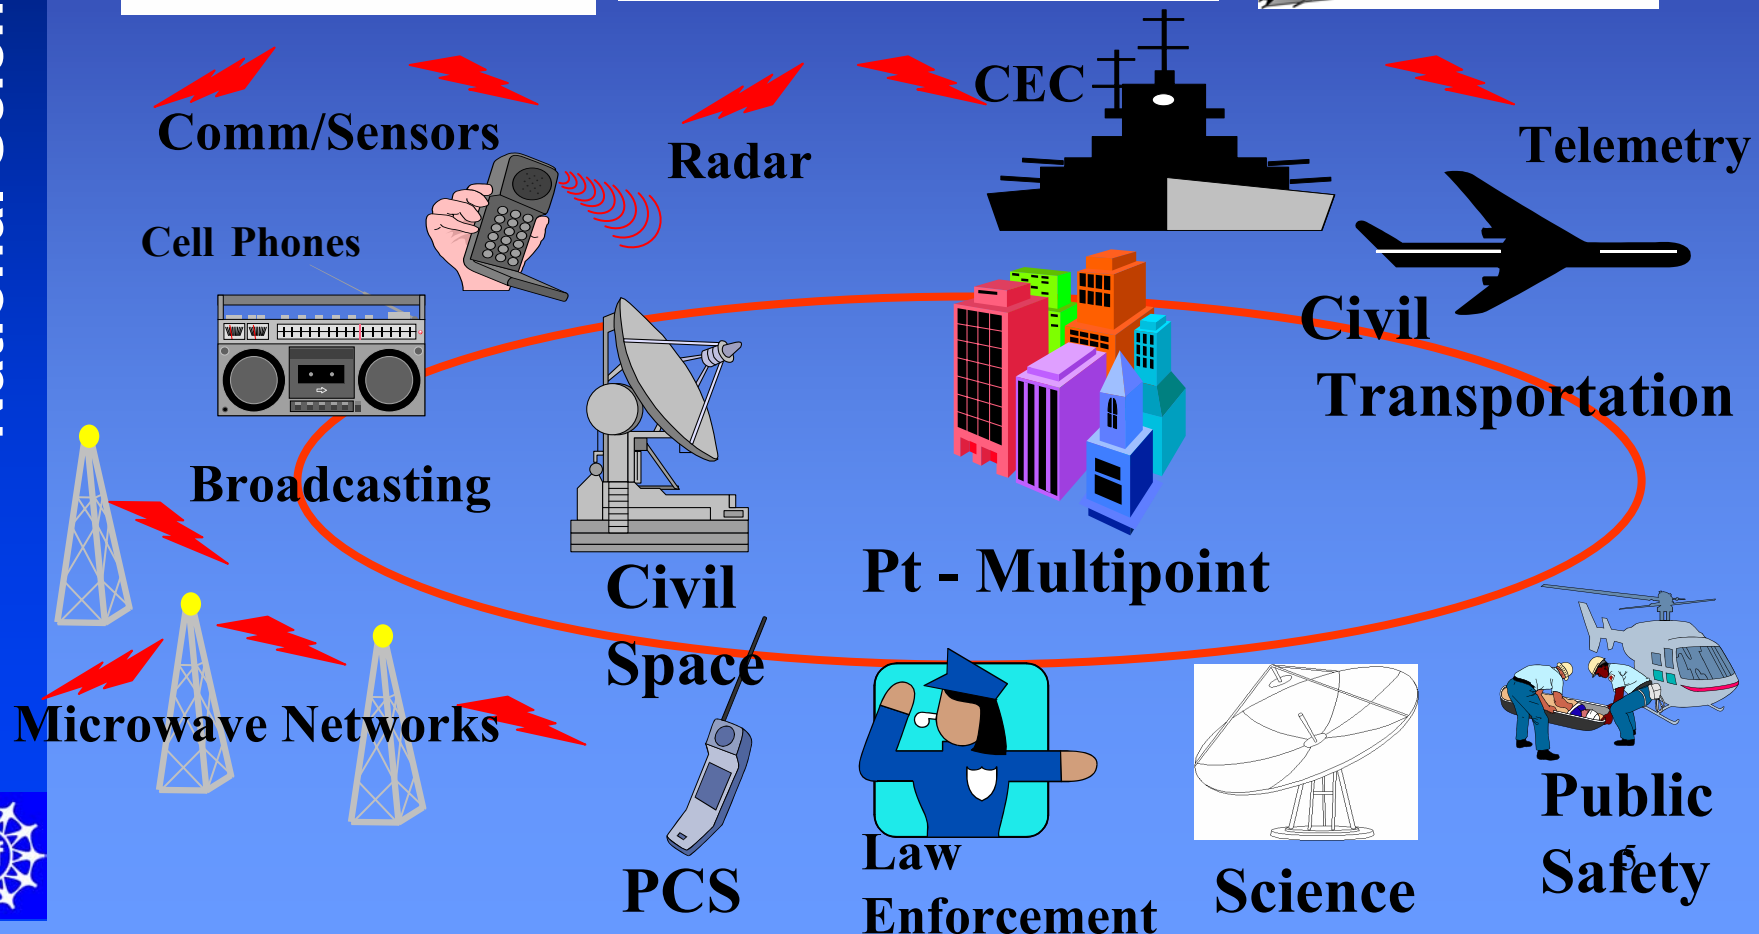 CEC
Comm/Sensors
Radar
Telemetry
Cell Phones
Civil
Transportation
Broadcasting
Civil
Space
Pt - Multipoint
Microwave Networks
PCS
Law
Enforcement
Science
Public
Safety
5